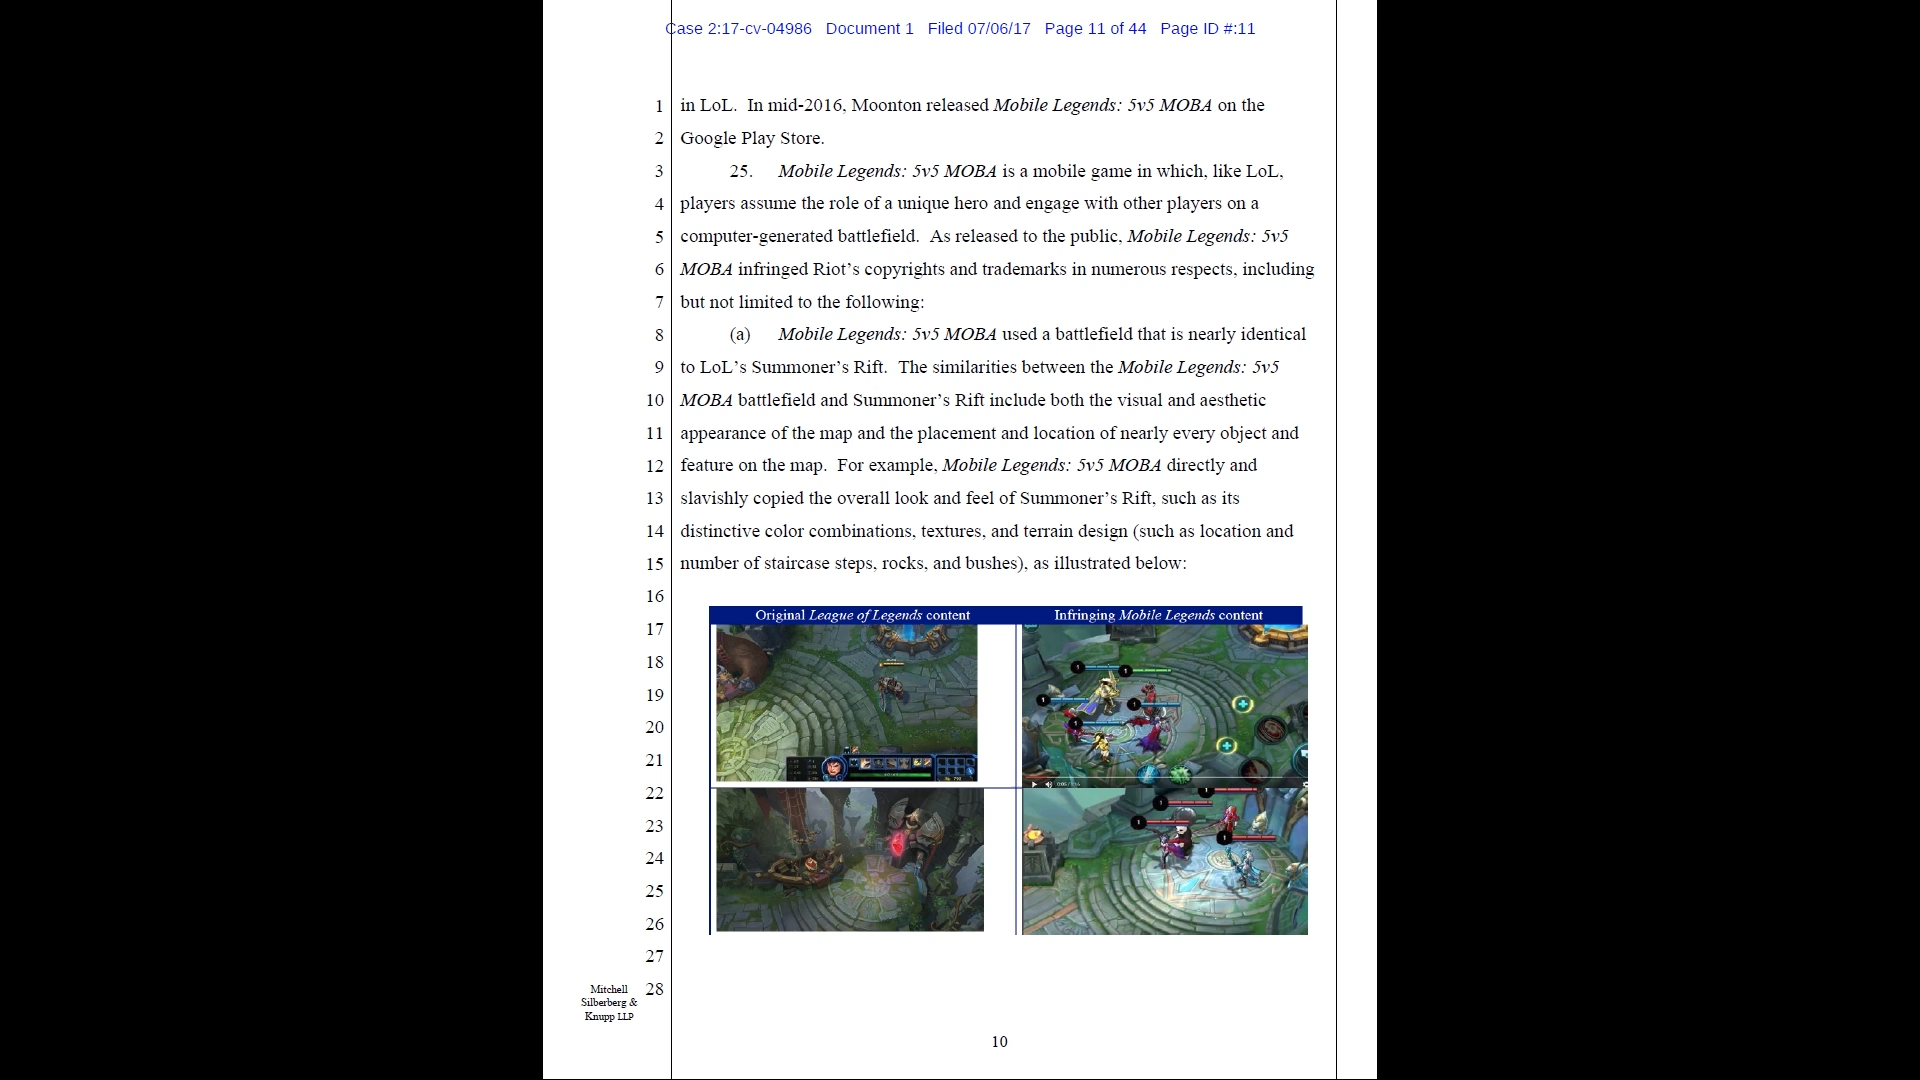 Case 2:17-cv-04986 Document 1 Filed 07/06/17 Page 11 of 44 Page ID #:11
1 in LoL. In mid-2016, Moonton released Mobile Legends: 5v5 MOBA on the
2 Google Play Store.
3 25. Mobile Legends: 5v5 MOBA is a mobile game in which, like LoL,
4 players assume the role of a unique hero and engage with other players on a
5 computer-generated battlefield. As released to the public, Mobile Legends: 5v5
6 MOBA infringed Riot’s copyrights and trademarks in numerous respects, including
7 but not limited to the following:
8 (a) Mobile Legends: 5v5 MOBA used a battlefield that is nearly identical
9 to LoL’s Summoner’s Rift. The similarities between the Mobile Legends: 5v5
10 MOBA battlefield and Summoner’s Rift include both the visual and aesthetic
11 appearance of the map and the placement and location of nearly every object and
12 feature on the map. For example, Mobile Legends: 5v5 MOBA directly and
13 slavishly copied the overall look and feel of Summoner’s Rift, such as its
14 distinctive color combinations, textures, and terrain design (such as location and
15 number of staircase steps, rocks, and bushes), as illustrated below:
16
Original League of Legends content Infringing Mobile Legends content
17
18
19
20
21
22
23
24
25
26
27
28
Mitchell
Silberberg &
Knupp LLP
10